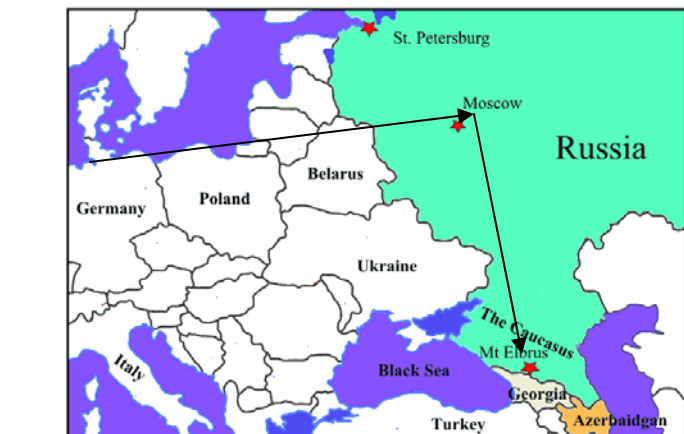 St. Petersburg
Moscow
Russia
Belarus
Poland
Germany
Ukraine
The Caucasus
Mt Elbrus
Italy
Black Sea
Georgia
Turkey
Azerbaidgan